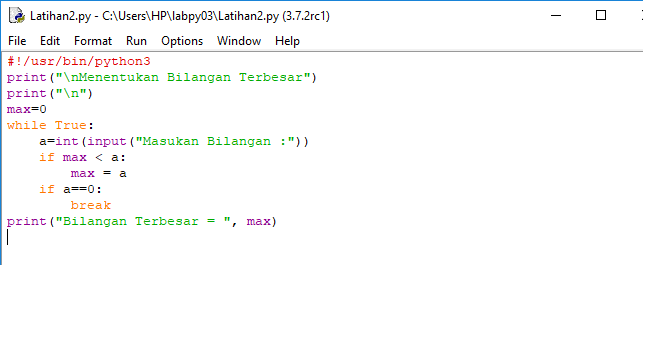 Latihan2.py - C:\Users\HP\labpy03\Latihan2.py (3.7.2rc1)
File Edit Format Run Options Window Help
#!/usr/bin/python3
print("\nMenentukan Bilangan Terbesar")
print("\n")
max=0
while True:
    a=int(input("Masukan Bilangan :"))
    if max < a:
        max = a
    if a==0:
        break
print("Bilangan Terbesar = ", max)